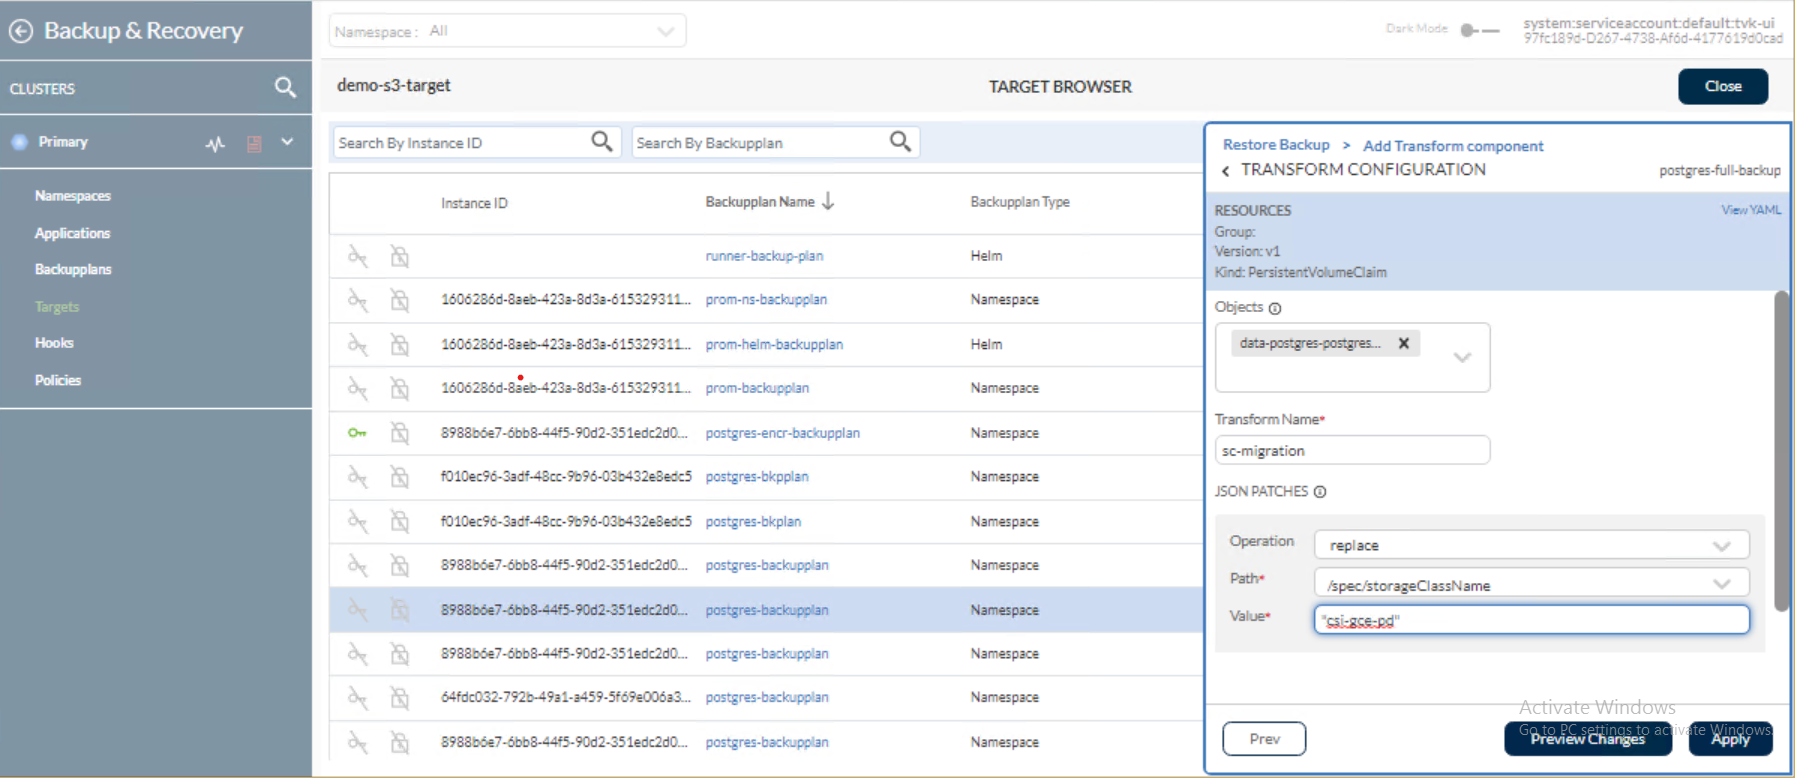 Backup & Recovery
Namespace : All
Dark Mode
system:serviceaccount:default:tvk-ui
97fc189d-D267-4738-Af6d-4177619d0cad
CLUSTERS
demo-s3-target
TARGET BROWSER
Close
Primary
Search By Instance ID
Search By Backupplan
Namespaces
Applications
Backupplans
Targets
Hooks
Policies
Instance ID
Backupplan Name
Backupplan Type
runner-backup-plan
Helm
1606286d-8aeb-423a-8d3a-615329311... prom-ns-backupplan Namespace
1606286d-8aeb-423a-8d3a-615329311... prom-helm-backupplan Helm
1606286d-8aeb-423a-8d3a-615329311... prom-backupplan Namespace
8988b6e7-6bb8-44f5-90d2-351edc2d0... postgres-encr-backupplan Namespace
f010ec96-3adf-48cc-9b96-03b432e8edc5 postgres-bkpplan Namespace
f010ec96-3adf-48cc-9b96-03b432e8edc5 postgres-bkplan Namespace
8988b6e7-6bb8-44f5-90d2-351edc2d0... postgres-backupplan Namespace
8988b6e7-6bb8-44f5-90d2-351edc2d0... postgres-backupplan Namespace
8988b6e7-6bb8-44f5-90d2-351edc2d0... postgres-backupplan Namespace
64fdc032-792b-49a1-a459-5f69e006a3... postgres-backupplan Namespace
8988b6e7-6bb8-44f5-90d2-351edc2d0... postgres-backupplan Namespace
Restore Backup > Add Transform component
TRANSFORM CONFIGURATION
postgres-full-backup
RESOURCES
View YAML
Group:
Version: v1
Kind: PersistentVolumeClaim
Objects
data-postgres-postgres...
Transform Name*
sc-migration
JSON PATCHES
Operation replace
Path* /spec/storageClassName
Value* "csi-gce-pd"
Activate Windows
Go to PC settings to activate Windows.
Prev
Preview Changes
Apply